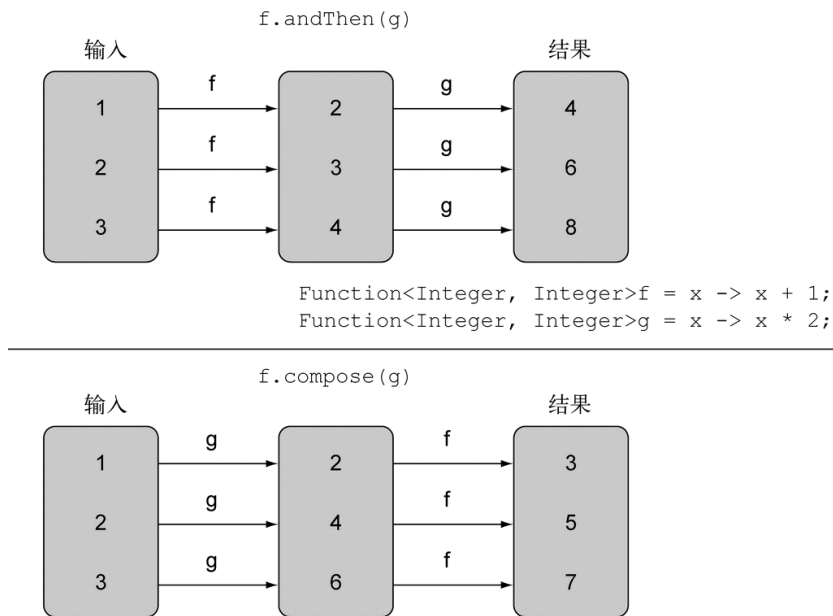 f.andThen(g)
输入 结果
f g
1 2 4
f g
2 3 6
f g
3 4 8
Function<Integer, Integer>f = x -> x + 1;
Function<Integer, Integer>g = x -> x * 2;
f.compose(g)
输入 结果
g f
1 2 3
g f
2 4 5
g f
3 6 7